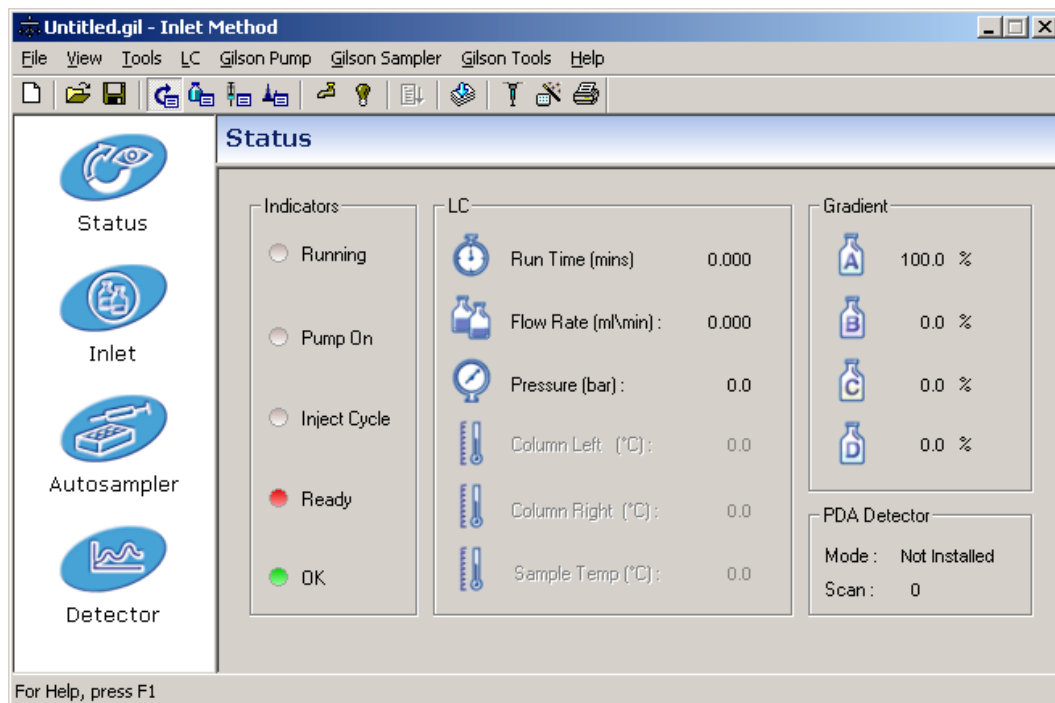 Untitled.gil - Inlet Method
File View Tools LC Gilson Pump Gilson Sampler Gilson Tools Help
Status
Status
Inlet
Autosampler
Detector
Indicators
Running
Pump On
Inject Cycle
Ready
OK
LC
Run Time (mins) 0.000
Flow Rate (ml\min) : 0.000
Pressure (bar) : 0.0
Column Left (°C) : 0.0
Column Right (°C) : 0.0
Sample Temp (°C) : 0.0
Gradient
A 100.0 %
B 0.0 %
C 0.0 %
D 0.0 %
PDA Detector
Mode : Not Installed
Scan : 0
For Help, press F1